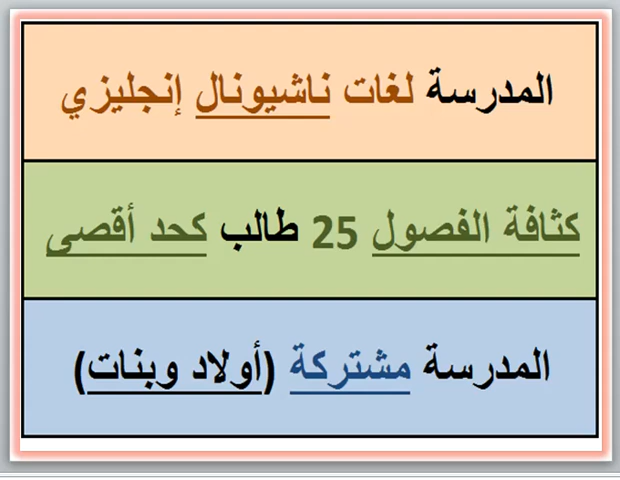 المدرسة لغات ناشيونال إنجليزي
كثافة الفصول 25 طالب كحد أقصى
المدرسة مشتركة (أولاد وبنات)